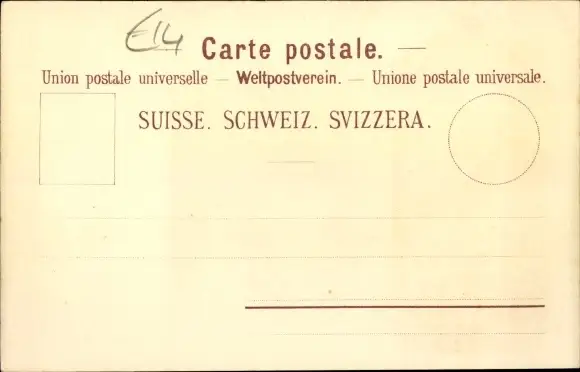 E14
Carte postale. —
Union postale universelle — Weltpostverein. — Unione postale universale.
SUISSE. SCHWEIZ. SVIZZERA.